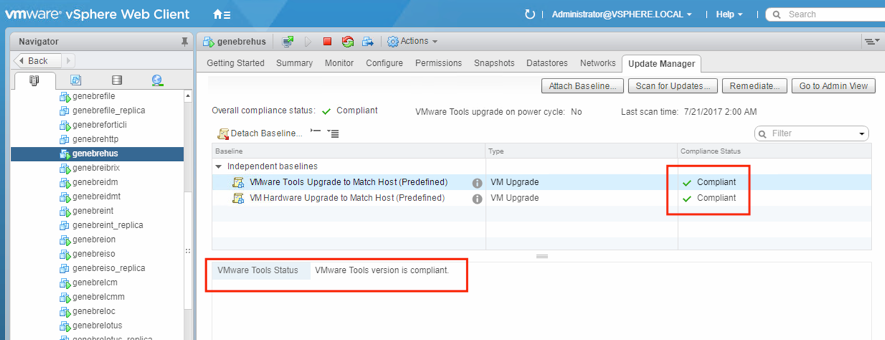 vmware® vSphere Web Client
Administrator@VSPHERE.LOCAL
Help
Search
Navigator
Back
genebrefile
genebrefile_replica
genebreforticli
genebrehttp
genebrehus
genebreibrix
genebreidm
genebreidmt
genebreint
genebreint_replica
genebreion
genebreiso
genebreiso_replica
genebrelcm
genebrelcmm
genebreloc
genebrelotus
genebrelotus_replica
genebrehus
Actions
Getting Started Summary Monitor Configure Permissions Snapshots Datastores Networks Update Manager
Attach Baseline... Scan for Updates... Remediate... Go to Admin View
Overall compliance status: Compliant VMware Tools upgrade on power cycle: No Last scan time: 7/21/2017 2:00 AM
Detach Baseline...
Filter
Baseline Type Compliance Status
Independent baselines
VMware Tools Upgrade to Match Host (Predefined) VM Upgrade Compliant
VM Hardware Upgrade to Match Host (Predefined) VM Upgrade Compliant
VMware Tools Status VMware Tools version is compliant.